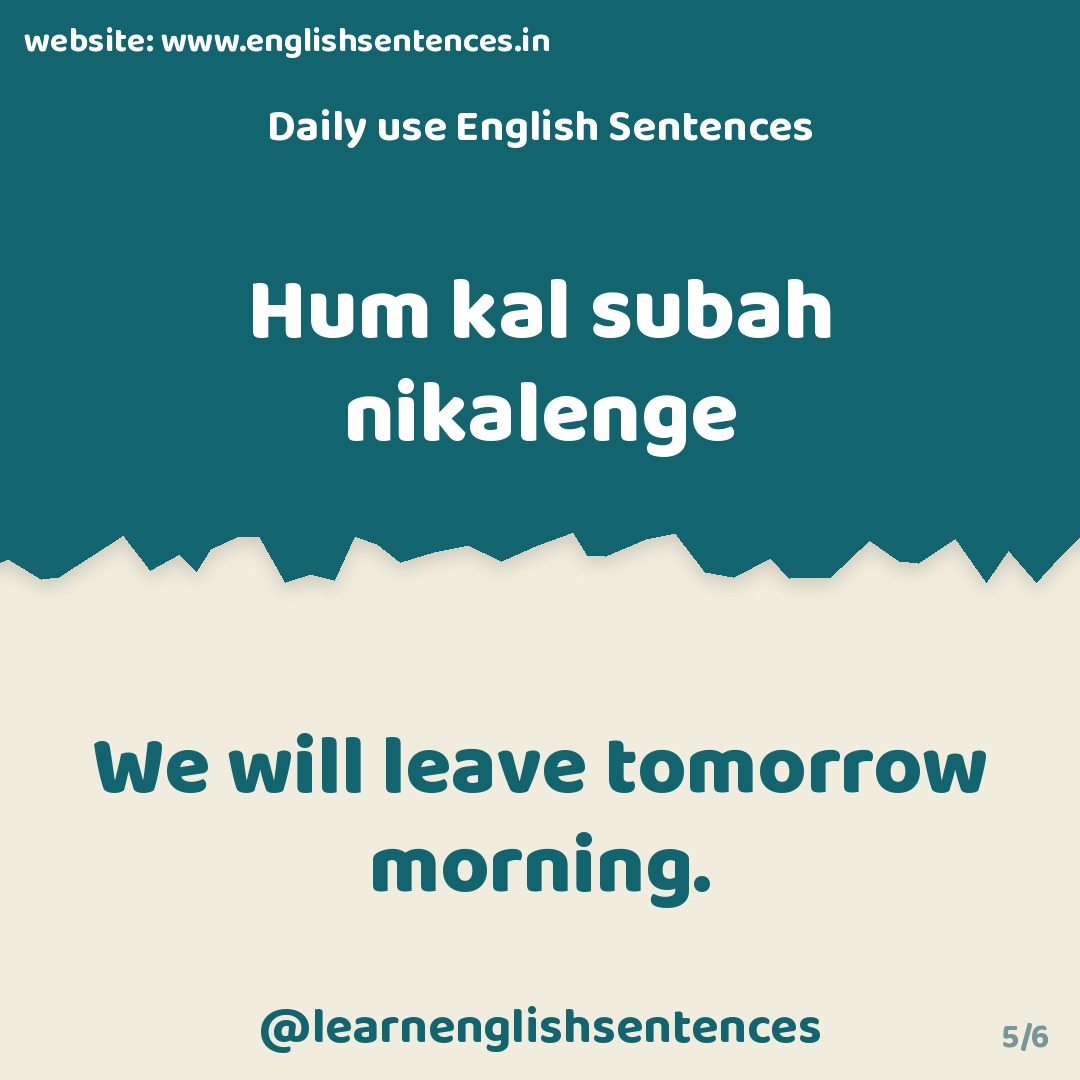 website: www.englishsentences.in
Daily use English Sentences
Hum kal subah
nikalenge
We will leave tomorrow
morning.
@learnenglishsentences
5/6